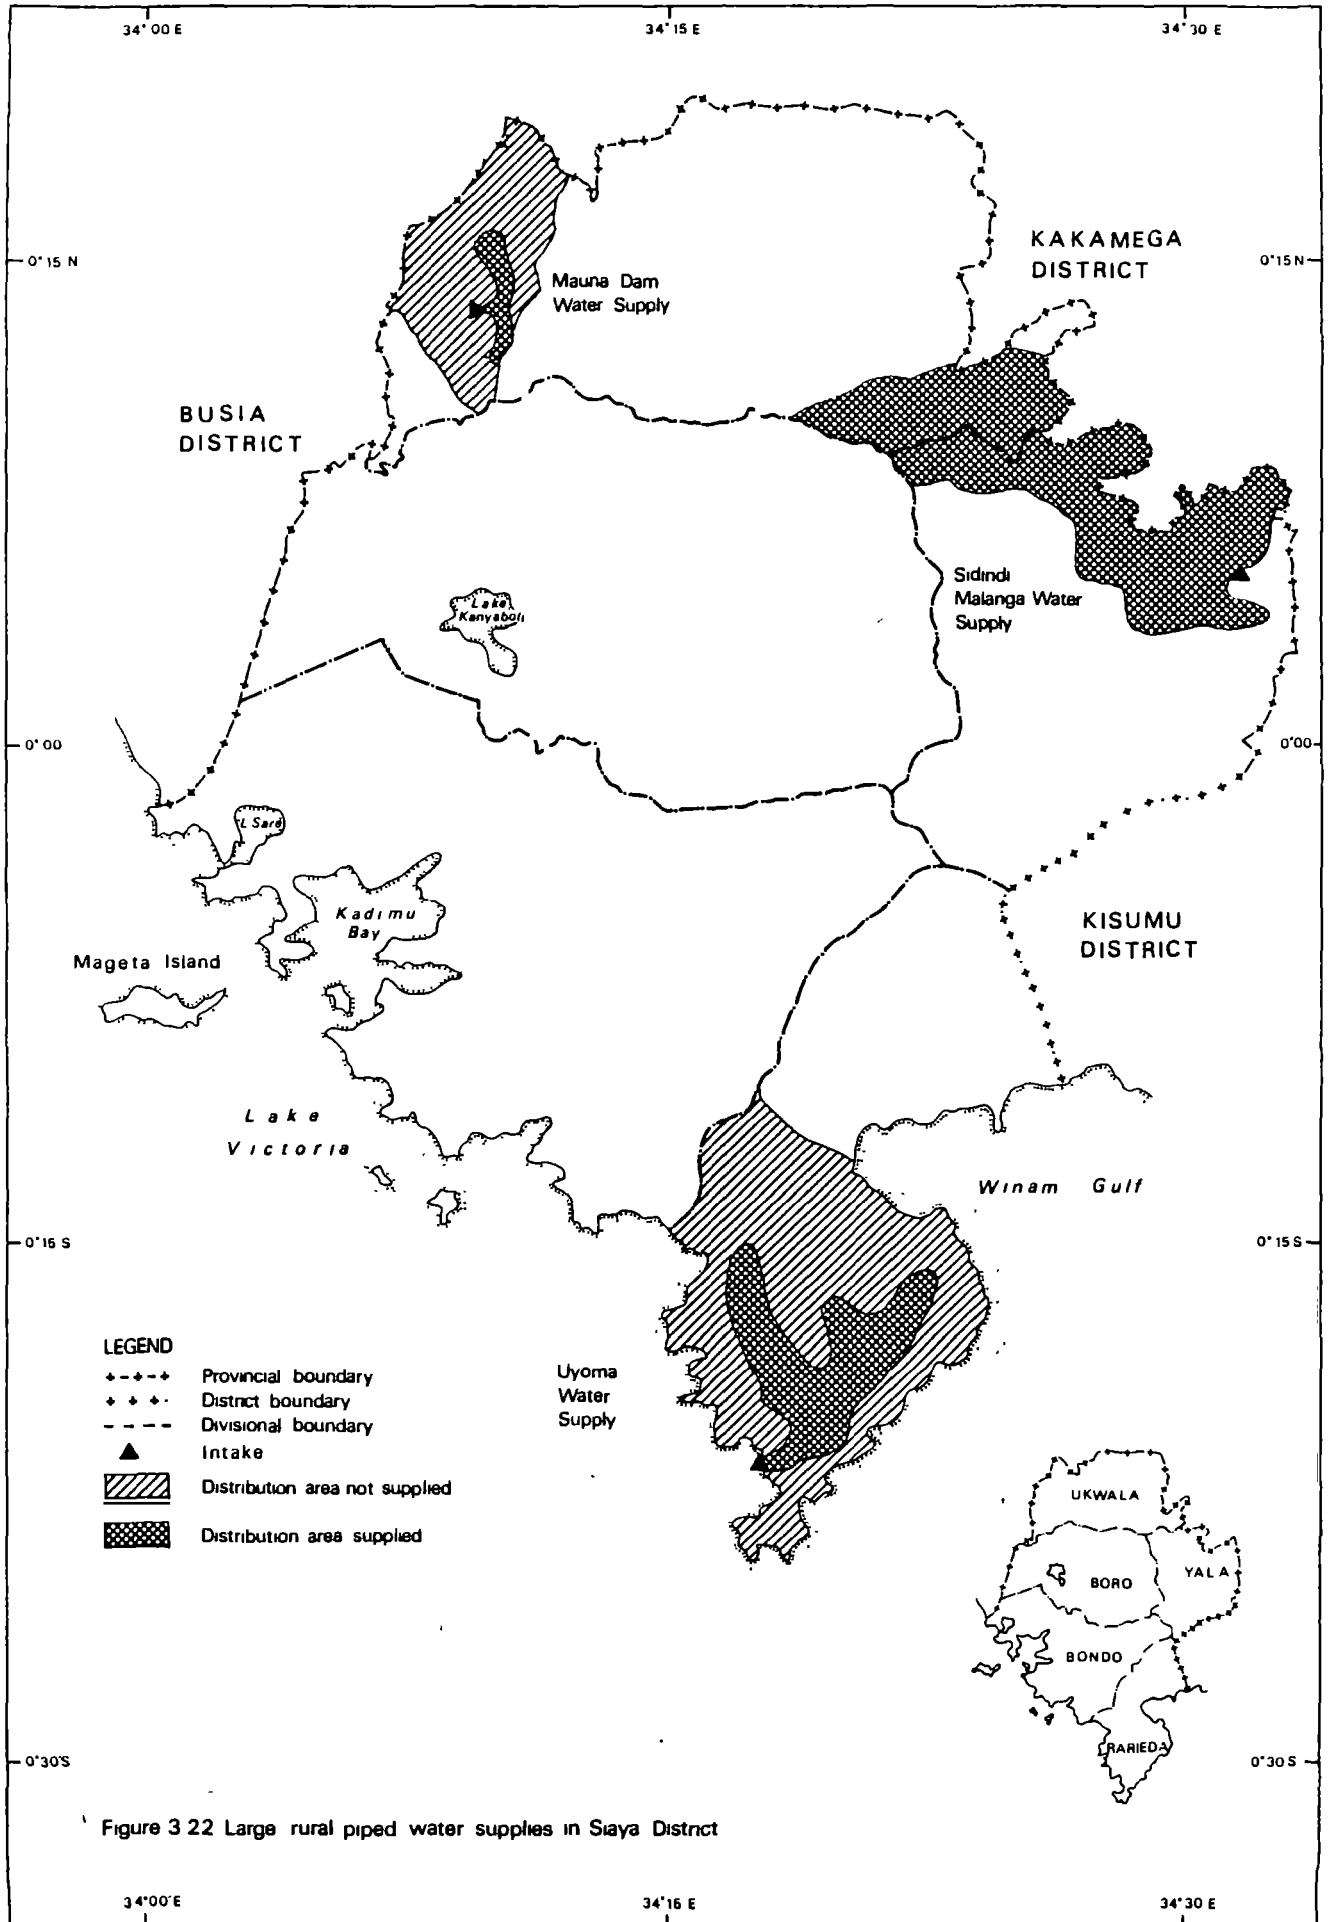 34°00 E
34°15 E
34°30 E
KAKAMEGA
DISTRICT
0°15 N
0°15 N
Mauna Dam
Water Supply
BUSIA
DISTRICT
Sidindi
Malanga Water
Supply
Lake
Kanyaboli
0°00
0°00
L Sare
Kadimu
Bay
KISUMU
DISTRICT
Mageta Island
Lake
Victoria
Winam Gulf
0°15 S
0°15 S
LEGEND
Provincial boundary
District boundary
Divisional boundary
Intake
Distribution area not supplied
Distribution area supplied
Uyoma
Water
Supply
UKWALA
YALA
BORO
BONDO
RARIEDA
0°30'S
0°30 S
Figure 3 22 Large rural piped water supplies in Siaya District
34°00'E
34°15 E
34°30 E